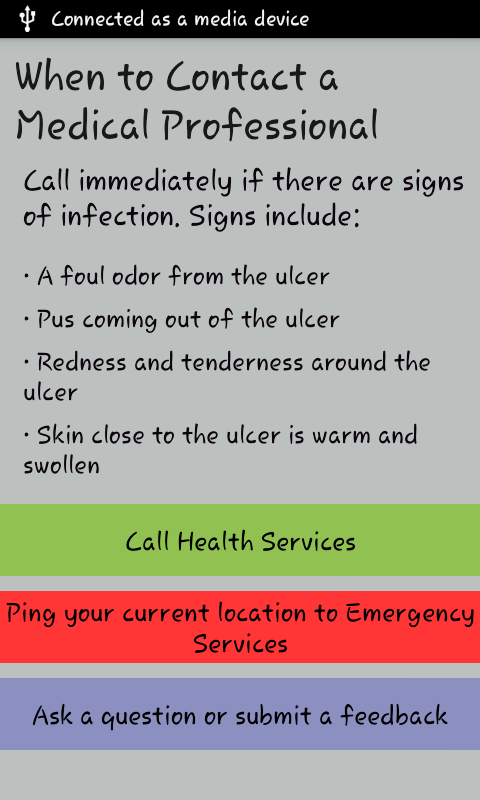 Connected as a media device
When to Contact a
Medical Professional
Call immediately if there are signs
of infection. Signs include:
· A foul odor from the ulcer
· Pus coming out of the ulcer
· Redness and tenderness around the
ulcer
· Skin close to the ulcer is warm and
swollen
Call Health Services
Ping your current location to Emergency
Services
Ask a question or submit a feedback